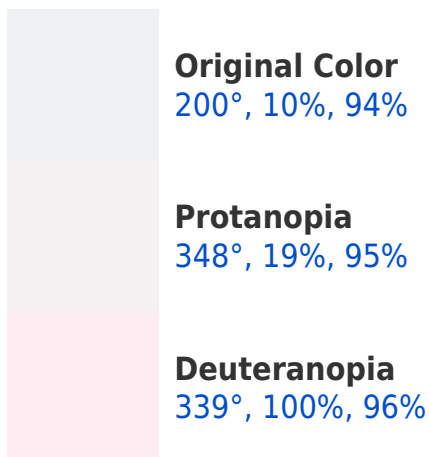 Original Color
200°, 10%, 94%
Protanopia
348°, 19%, 95%
Deuteranopia
339°, 100%, 96%